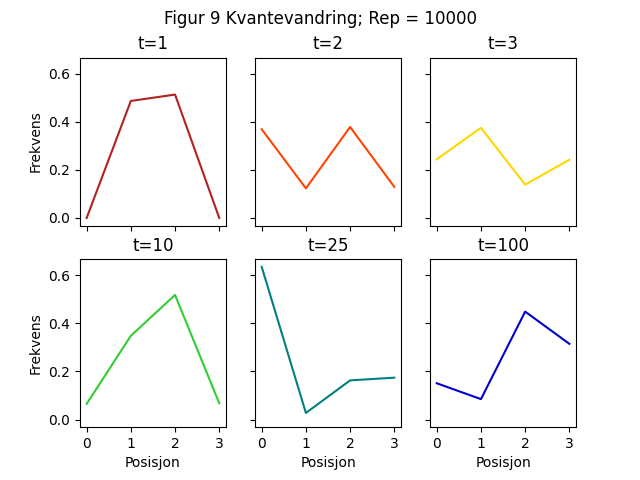 Figur 9 Kvantevandring; Rep = 10000
t=1
t=2
t=3
Frekvens
0.6
0.4
0.2
0.0
t=10
t=25
t=100
Frekvens
0.6
0.4
0.2
0.0
0 1 2 3
0 1 2 3
0 1 2 3
Posisjon
Posisjon
Posisjon